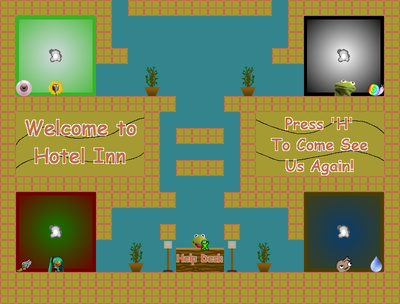 Welcome to
Hotel Inn
Press 'H'
To Come See
Us Again!
Help Desk